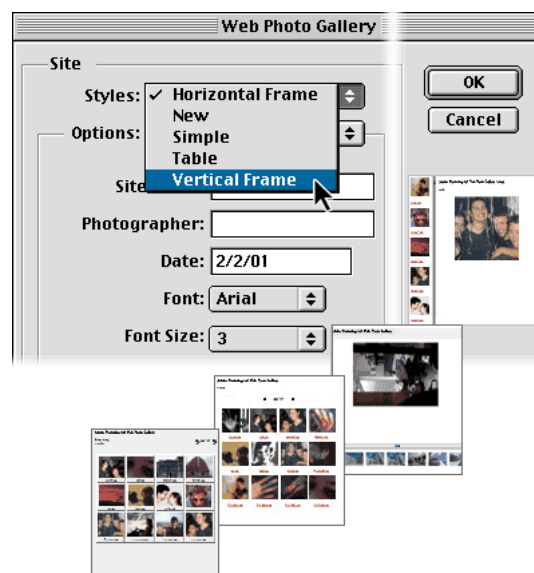 Web Photo Gallery
Site
Styles: ✓ Horizontal Frame
New
Simple
Table
Vertical Frame
Options:
Site
Photographer:
Date: 2/2/01
Font: Arial
Font Size: 3
OK
Cancel